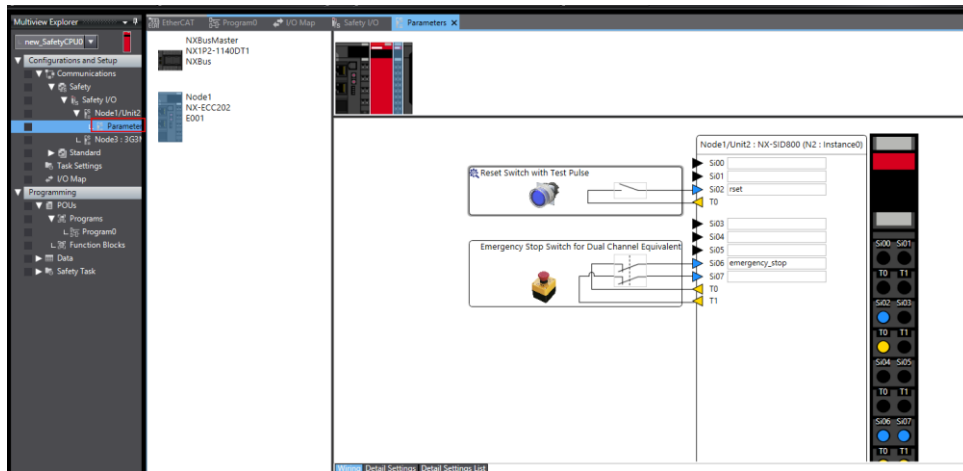 Multiview Explorer
EtherCAT
Program0
I/O Map
Safety I/O
Parameters
new_SafetyCPU0
Configurations and Setup
Communications
Safety
Safety I/O
Node1/Unit2
Parameter
Node3 : 3G3
Standard
Task Settings
I/O Map
Programming
POUs
Programs
Program0
Function Blocks
Data
Safety Task
NXBusMaster
NX1P2-1140DT1
NXBus
Node1
NX-ECC202
E001
Node1/Unit2 : NX-SID800 (N2 : Instance0)
Reset Switch with Test Pulse
Si00
Si01
Si02 rset
T0
Si03
Si04
Si05
Emergency Stop Switch for Dual Channel Equivalent
Si06 emergency_stop
Si07
T0
T1
Si00 Si01
T0 T1
Si02 Si03
T0 T1
Si04 Si05
T0 T1
Si06 Si07
T0 T1
Wiring Detail Settings Detail Settings List